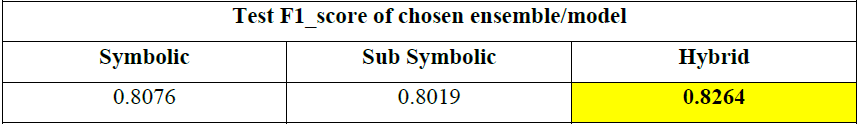 Test F1_score of chosen ensemble/model
Symbolic Sub Symbolic Hybrid
0.8076 0.8019 0.8264